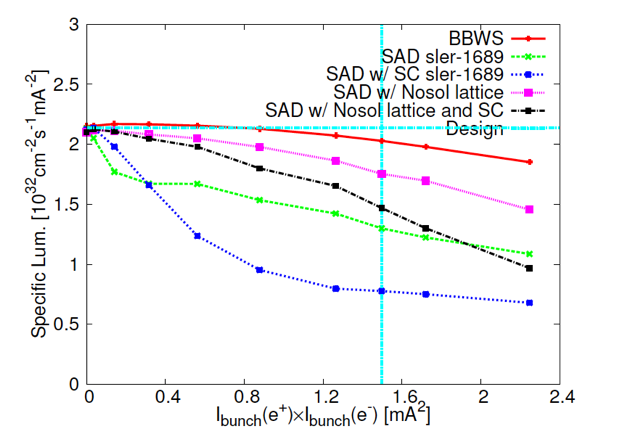 3
2.5
2
1.5
1
0.5
0
0 0.4 0.8 1.2 1.6 2 2.4
Specific Lum. [10³²cm⁻²s⁻¹mA⁻²]
I_bunch(e⁺)×I_bunch(e⁻) [mA²]
BBWS
SAD sler-1689
SAD w/ SC sler-1689
SAD w/ Nosol lattice
SAD w/ Nosol lattice and SC
Design